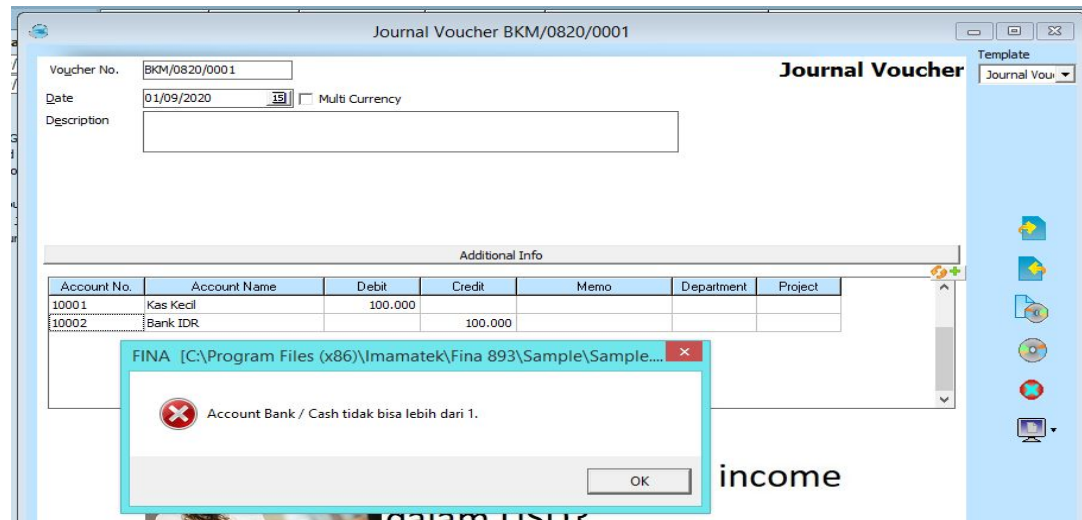 Journal Voucher BKM/0820/0001
Template
Voucher No. BKM/0820/0001
Journal Voucher
Journal Vou
Date 01/09/2020 15 Multi Currency
Description
Additional Info
Account No. Account Name Debit Credit Memo Department Project
10001 Kas Kecil 100.000
10002 Bank IDR 100.000
FINA [C:\Program Files (x86)\Imamatek\Fina 893\Sample\Sample....
Account Bank / Cash tidak bisa lebih dari 1.
OK
income
dalam USD?